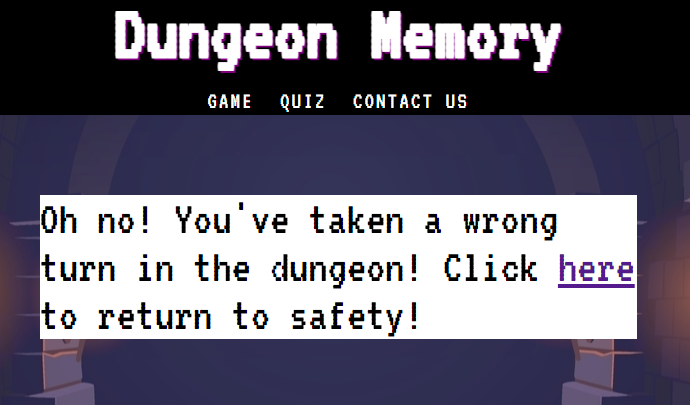 Dungeon Memory
GAME QUIZ CONTACT US
Oh no! You've taken a wrong
turn in the dungeon! Click here
to return to safety!